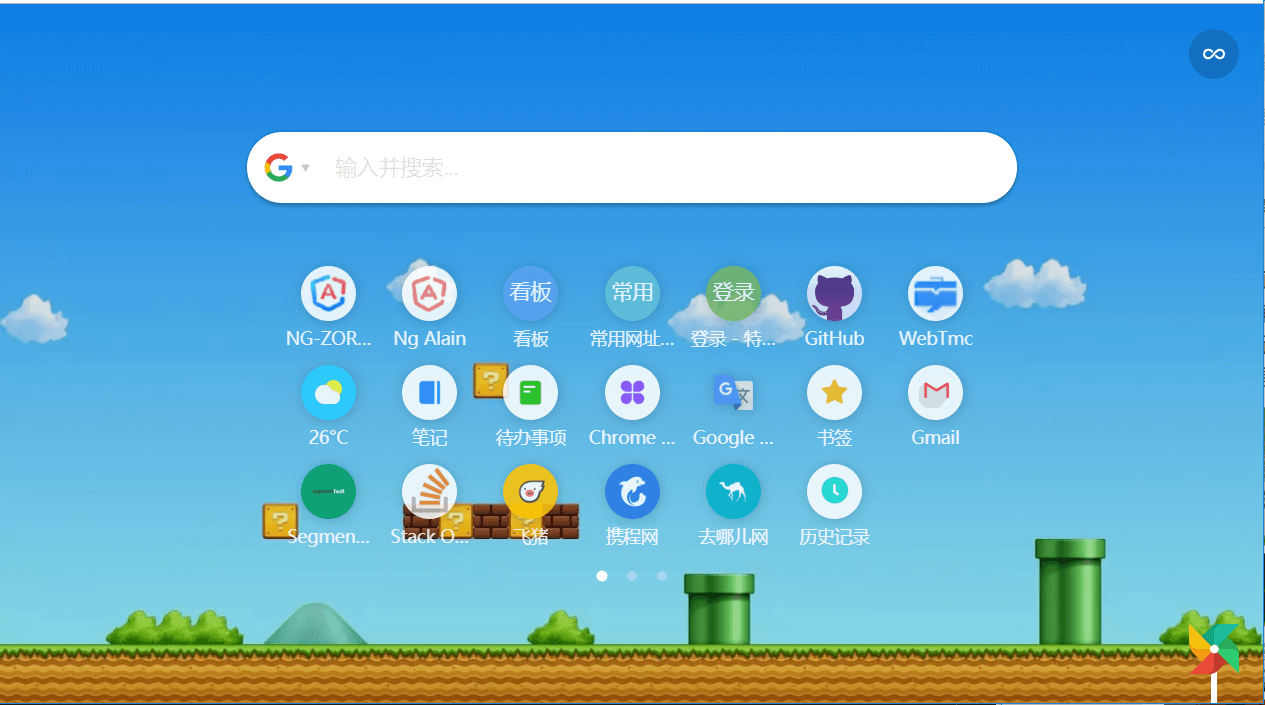 输入并搜索...
看板
常用
登录
NG-ZOR...
Ng Alain
看板
常用网址...
登录 - 特...
GitHub
WebTmc
26°C
笔记
待办事项
Chrome ...
Google ...
书签
Gmail
segmentfault
Segmen...
Stack O...
飞猪
携程网
去哪儿网
历史记录